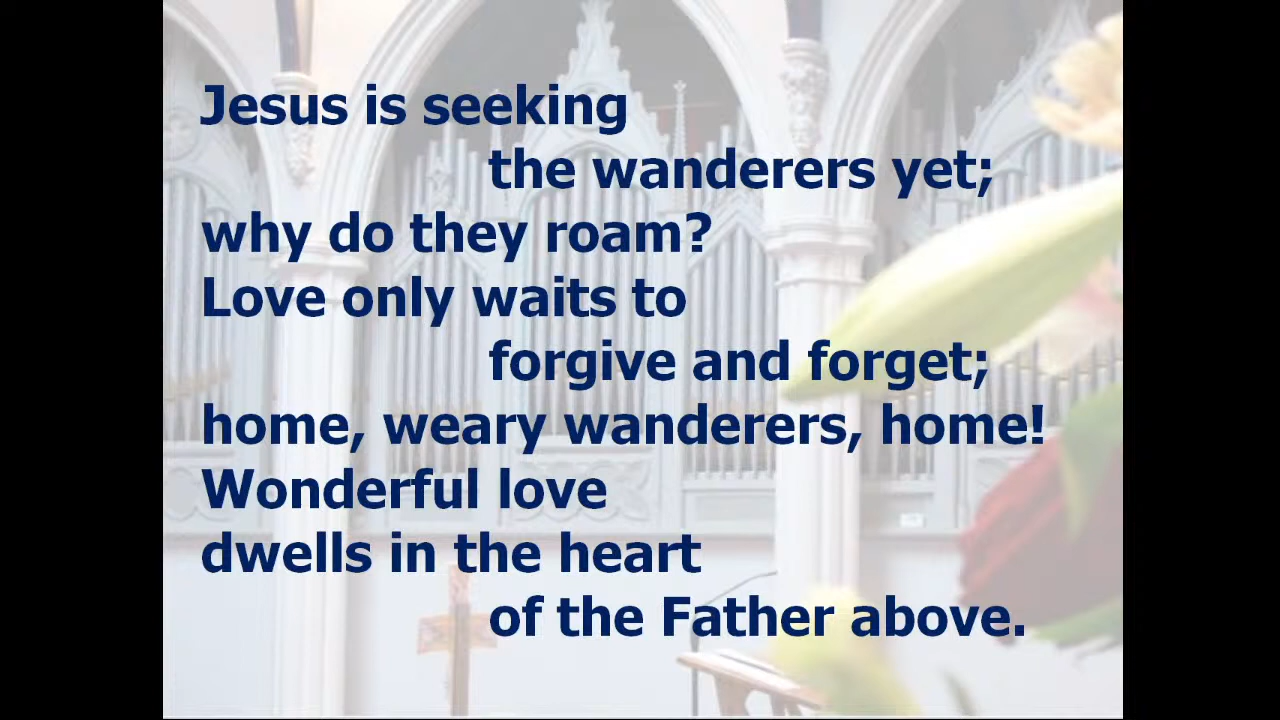 Jesus is seeking
the wanderers yet;
why do they roam?
Love only waits to
forgive and forget;
home, weary wanderers, home!
Wonderful love
dwells in the heart
of the Father above.